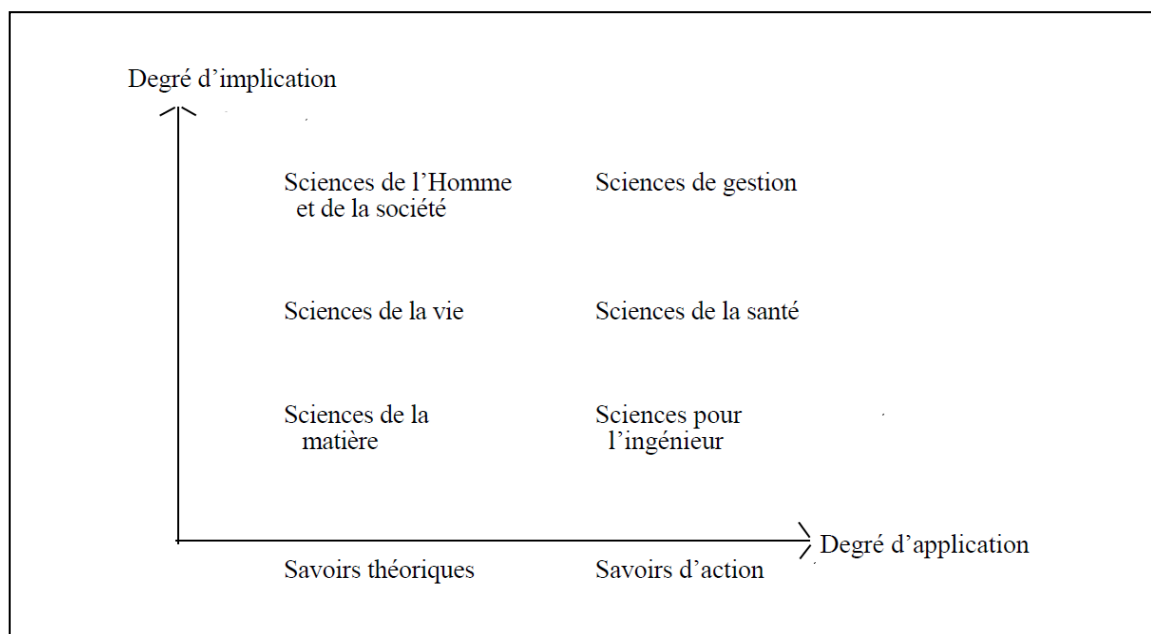 Degré d’implication
Sciences de l’Homme
et de la société
Sciences de gestion
Sciences de la vie
Sciences de la santé
Sciences de la
matière
Sciences pour
l’ingénieur
Degré d’application
Savoirs théoriques
Savoirs d’action